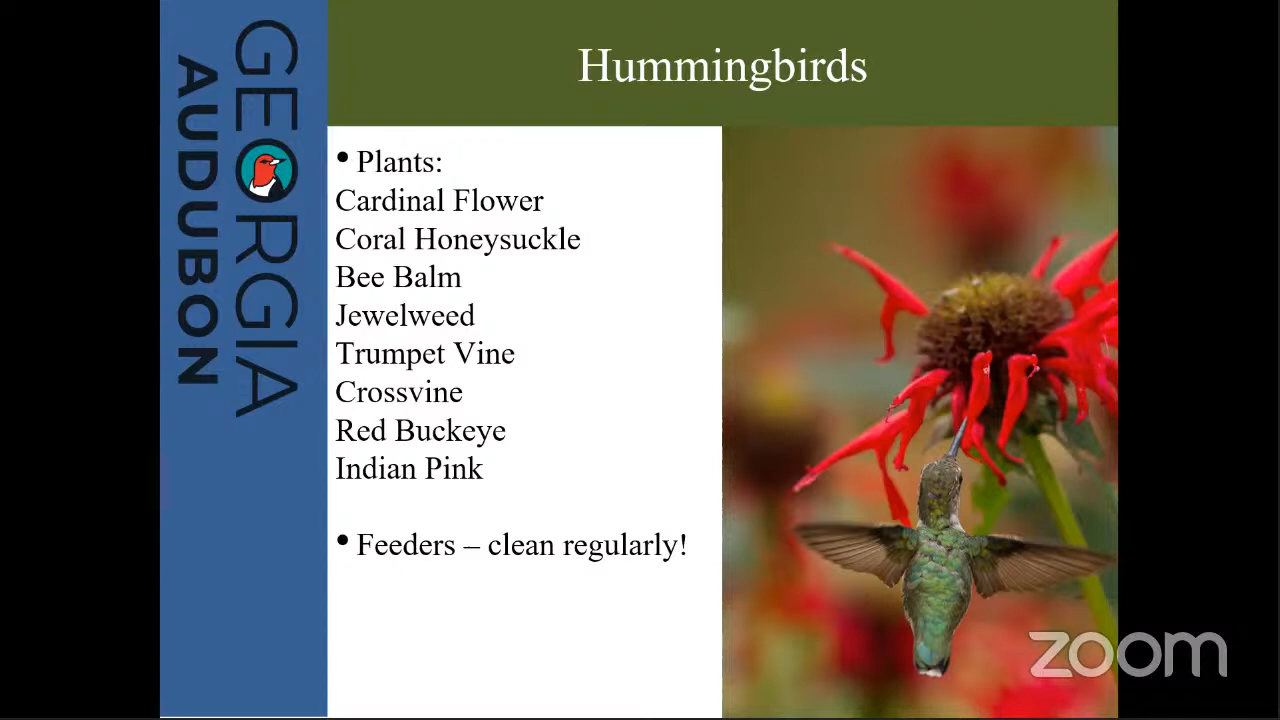 GEORGIA
AUDUBON
Hummingbirds
• Plants:
Cardinal Flower
Coral Honeysuckle
Bee Balm
Jewelweed
Trumpet Vine
Crossvine
Red Buckeye
Indian Pink
• Feeders – clean regularly!
zoom